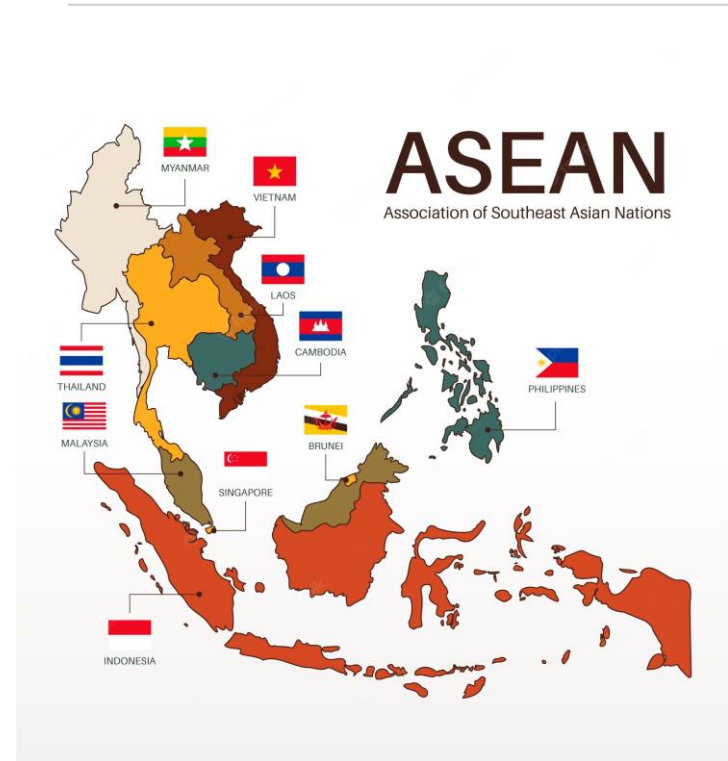 ASEAN
Association of Southeast Asian Nations
MYANMAR
VIETNAM
LAOS
CAMBODIA
THAILAND
MALAYSIA
SINGAPORE
BRUNEI
PHILIPPINES
INDONESIA